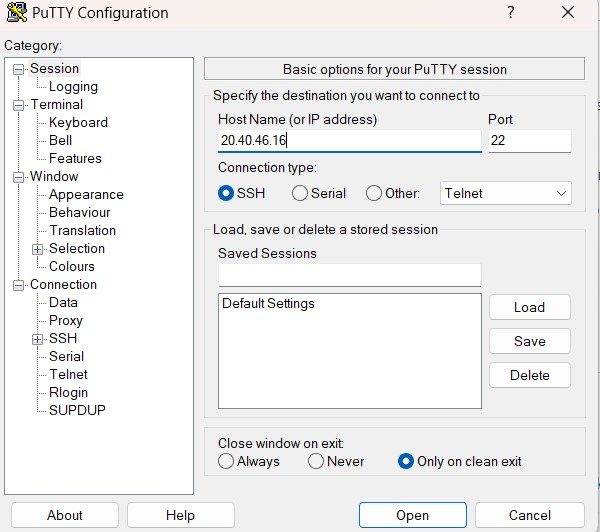 PuTTY Configuration
?
Category:
Session
Logging
Terminal
Keyboard
Bell
Features
Window
Appearance
Behaviour
Translation
Selection
Colours
Connection
Data
Proxy
SSH
Serial
Telnet
Rlogin
SUPDUP
Basic options for your PuTTY session
Specify the destination you want to connect to
Host Name (or IP address) Port
20.40.46.16 22
Connection type:
SSH Serial Other: Telnet
Load, save or delete a stored session
Saved Sessions
Default Settings
Load
Save
Delete
Close window on exit:
Always Never Only on clean exit
About Help Open Cancel